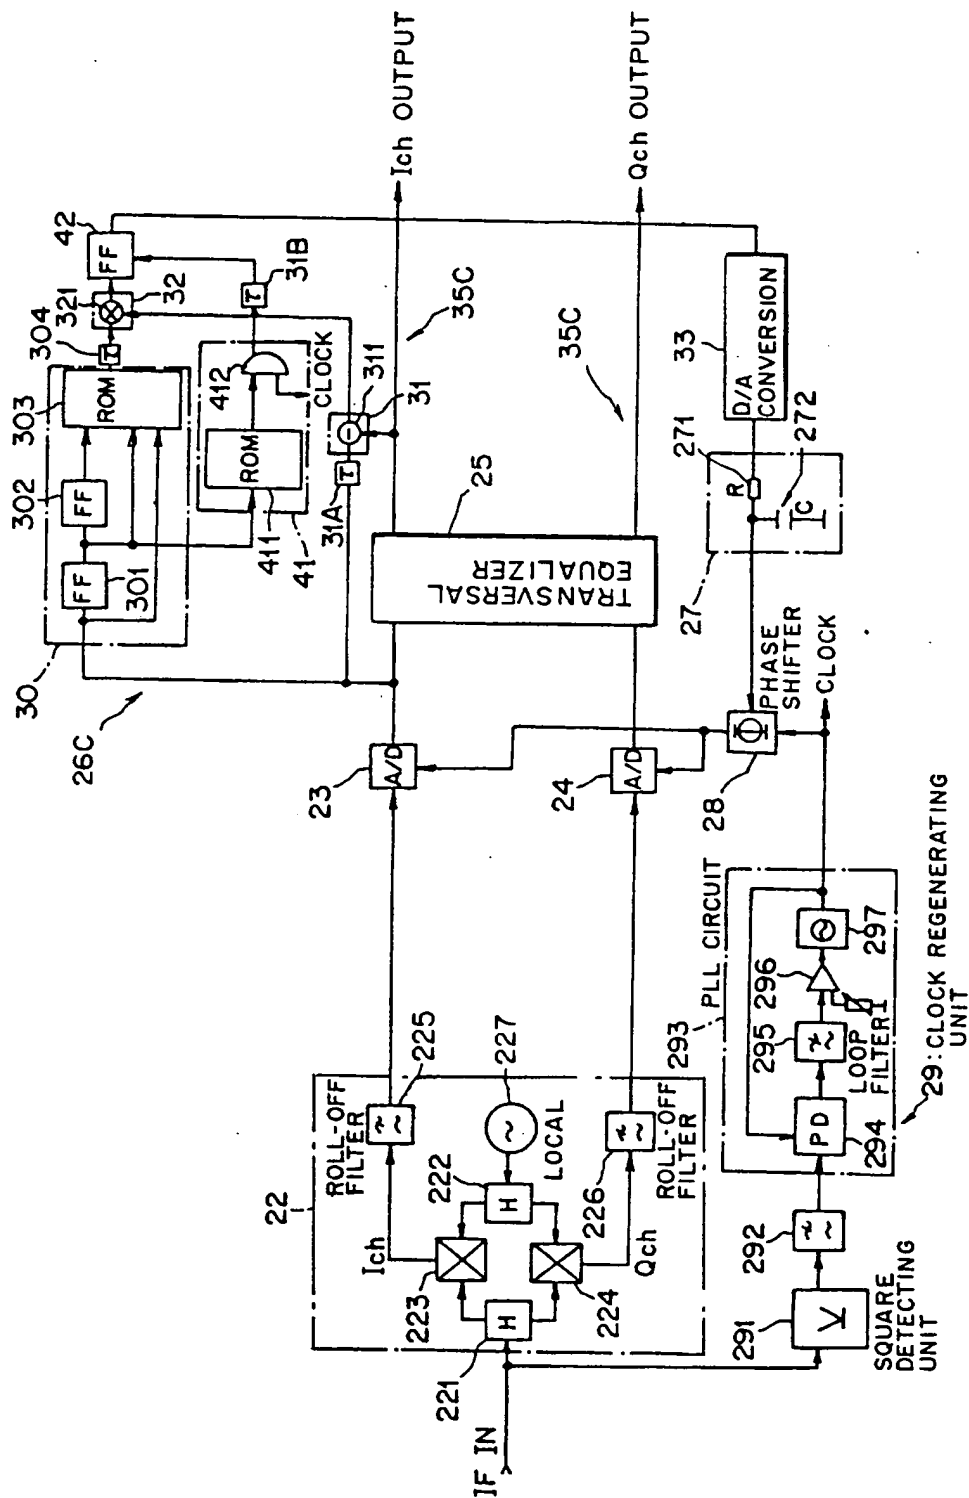 IF IN
22
221
H
222
H
223
224
Ich
Qch
ROLL-OFF
FILTER
225
226
ROLL-OFF
FILTER
LOCAL
227
23
A/D
24
A/D
TRANSVERSAL
EQUALIZER
25
26C
30
FF
301
302
FF
303
ROM
304
τ
321
32
42
FF
31B
τ
41
411
ROM
412
CLOCK
31A
τ
311
31
35C
35C
Ich OUTPUT
Qch OUTPUT
33
D/A
CONVERSION
27
271
R
272
C
28
PHASE
SHIFTER
CLOCK
291
SQUARE
DETECTING
UNIT
292
293
PLL CIRCUIT
294
PD
295
LOOP
FILTER
296
297
29:CLOCK REGENERATING
UNIT